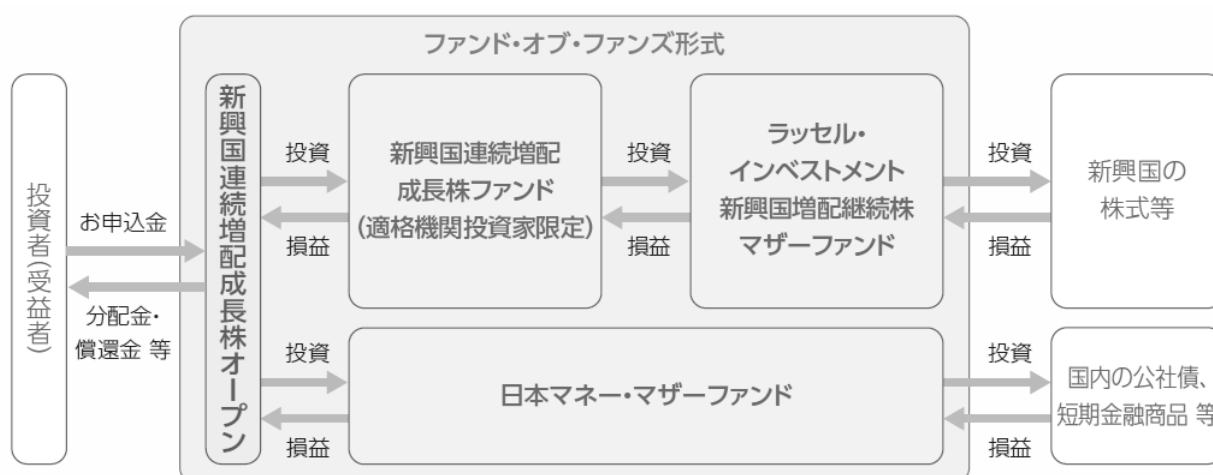 ファンド・オブ・ファンズ形式
投資者(受益者)
お申込金
分配金・
償還金 等
新興国連続増配成長株オープン
投資
損益
新興国連続増配
成長株ファンド
(適格機関投資家限定)
投資
損益
ラッセル・
インベストメント
新興国増配継続株
マザーファンド
投資
損益
新興国の
株式等
投資
損益
日本マネー・マザーファンド
投資
損益
国内の公社債、
短期金融商品 等